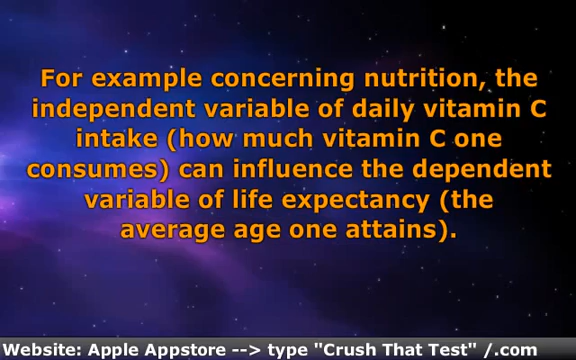 For example concerning nutrition, the
independent variable of daily vitamin C
intake (how much vitamin C one
consumes) can influence the dependent
variable of life expectancy (the
average age one attains).
Website: Apple Appstore --> type "Crush That Test" /.com